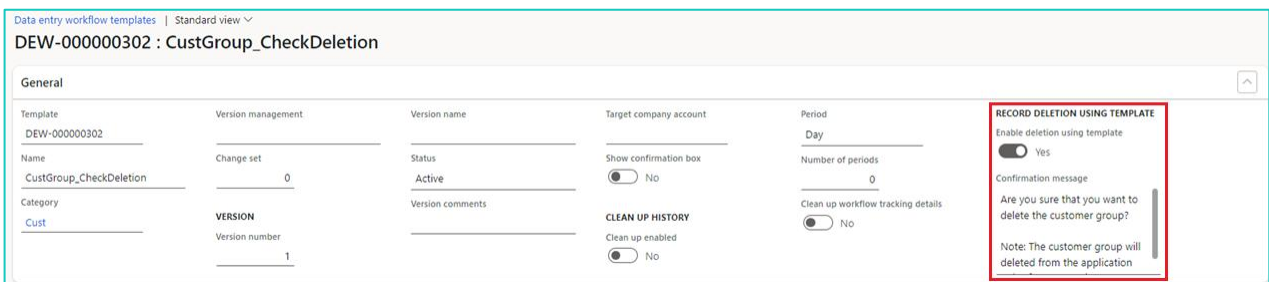 Data entry workflow templates | Standard view
DEW-000000302 : CustGroup_CheckDeletion
General
Template
DEW-000000302
Name
CustGroup_CheckDeletion
Category
Cust
Version management
Change set
0
VERSION
Version number
1
Version name
Status
Active
Version comments
Target company account
Show confirmation box
No
CLEAN UP HISTORY
Clean up enabled
No
Period
Day
Number of periods
0
Clean up workflow tracking details
No
RECORD DELETION USING TEMPLATE
Enable deletion using template
Yes
Confirmation message
Are you sure that you want to
delete the customer group?
Note: The customer group will
deleted from the application